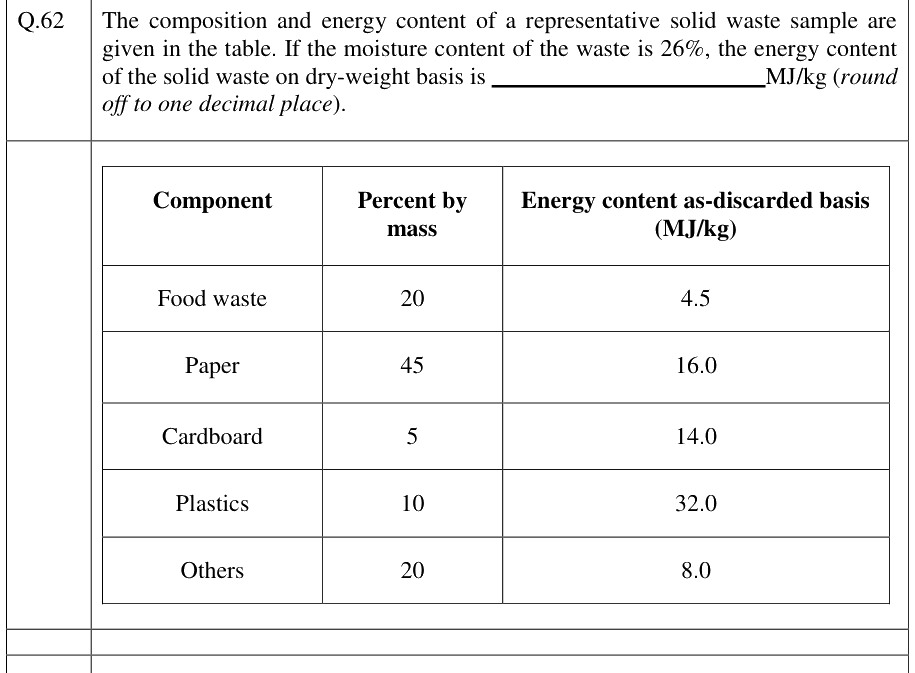 Q.62
The composition and energy content of a representative solid waste sample are
given in the table. If the moisture content of the waste is 26%, the energy content
of the solid waste on dry-weight basis is ____________________MJ/kg (round
off to one decimal place).
Component
Percent by
mass
Energy content as-discarded basis
(MJ/kg)
Food waste 20 4.5
Paper 45 16.0
Cardboard 5 14.0
Plastics 10 32.0
Others 20 8.0